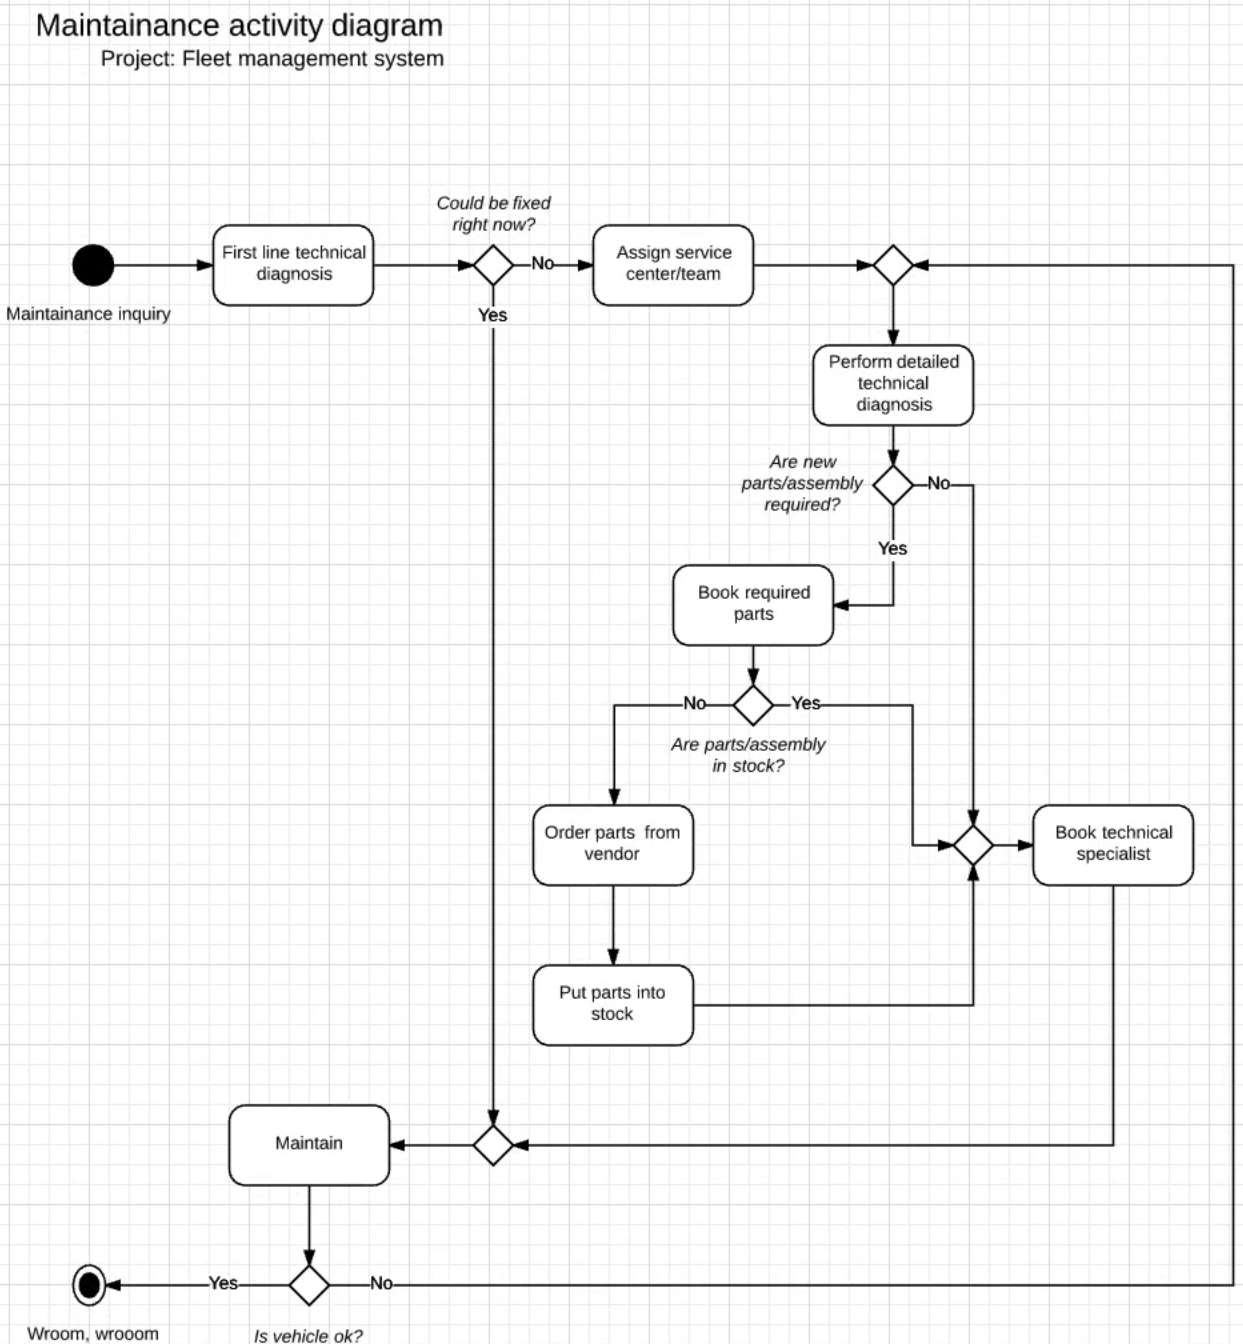 Maintainance activity diagram
Project: Fleet management system
Could be fixed
right now?
First line technical
diagnosis
No
Assign service
center/team
Maintainance inquiry
Yes
Perform detailed
technical
diagnosis
Are new
parts/assembly
required?
No
Yes
Book required
parts
No
Yes
Are parts/assembly
in stock?
Order parts from
vendor
Book technical
specialist
Put parts into
stock
Maintain
Yes
No
Wroom, wrooom
Is vehicle ok?